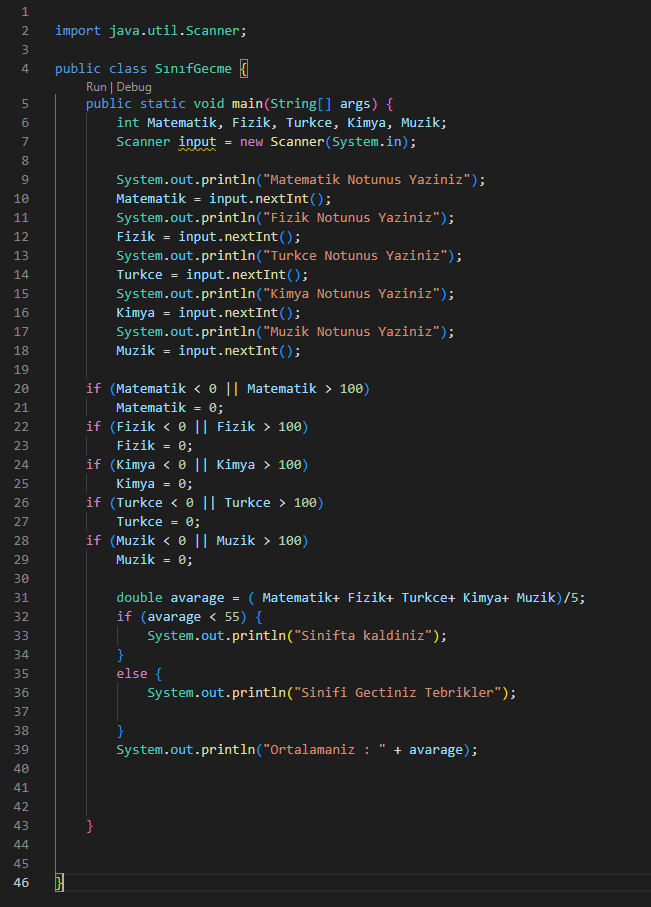 1
2 import java.util.Scanner;
3
4 public class SınıfGecme {
Run | Debug
5 public static void main(String[] args) {
6 int Matematik, Fizik, Turkce, Kimya, Muzik;
7 Scanner input = new Scanner(System.in);
8
9 System.out.println("Matematik Notunus Yaziniz");
10 Matematik = input.nextInt();
11 System.out.println("Fizik Notunus Yaziniz");
12 Fizik = input.nextInt();
13 System.out.println("Turkce Notunus Yaziniz");
14 Turkce = input.nextInt();
15 System.out.println("Kimya Notunus Yaziniz");
16 Kimya = input.nextInt();
17 System.out.println("Muzik Notunus Yaziniz");
18 Muzik = input.nextInt();
19
20 if (Matematik < 0 || Matematik > 100)
21 Matematik = 0;
22 if (Fizik < 0 || Fizik > 100)
23 Fizik = 0;
24 if (Kimya < 0 || Kimya > 100)
25 Kimya = 0;
26 if (Turkce < 0 || Turkce > 100)
27 Turkce = 0;
28 if (Muzik < 0 || Muzik > 100)
29 Muzik = 0;
30
31 double avarage = ( Matematik+ Fizik+ Turkce+ Kimya+ Muzik)/5;
32 if (avarage < 55) {
33 System.out.println("Sinifta kaldiniz");
34 }
35 else {
36 System.out.println("Sinifi Gectiniz Tebrikler");
37
38 }
39 System.out.println("Ortalamaniz : " + avarage);
40
41
42
43 }
44
45
46 }